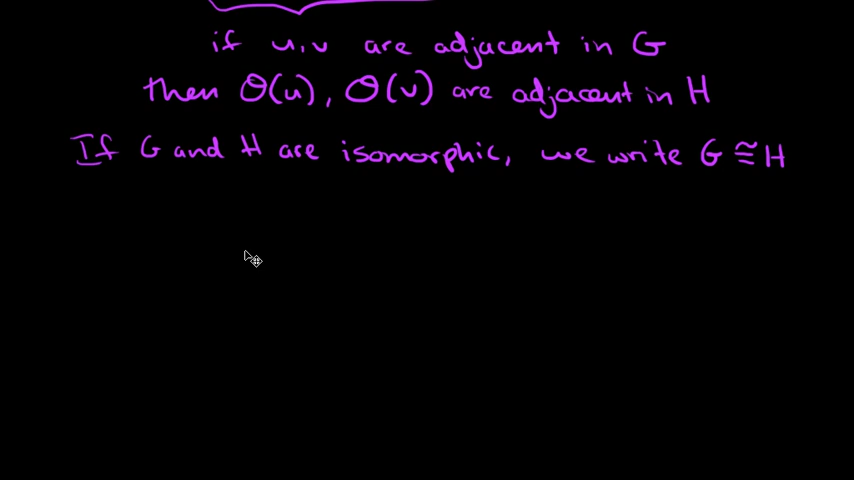 if u,v are adjacent in G
then Θ(u), Θ(v) are adjacent in H
If G and H are isomorphic, we write G ≅ H